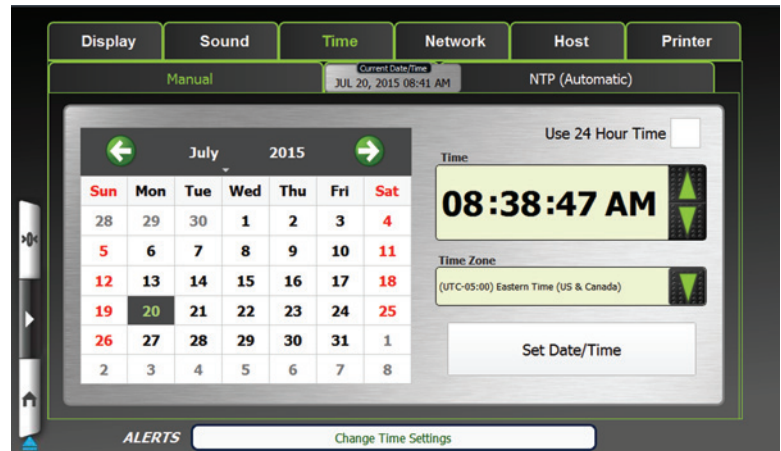 Display Sound Time Network Host Printer
Manual
Current Date/Time
JUL 20, 2015 08:41 AM
NTP (Automatic)
July 2015
Sun Mon Tue Wed Thu Fri Sat
28 29 30 1 2 3 4
5 6 7 8 9 10 11
12 13 14 15 16 17 18
19 20 21 22 23 24 25
26 27 28 29 30 31 1
2 3 4 5 6 7 8
Use 24 Hour Time
Time
08:38:47 AM
Time Zone
(UTC-05:00) Eastern Time (US & Canada)
Set Date/Time
>0<
ALERTS Change Time Settings